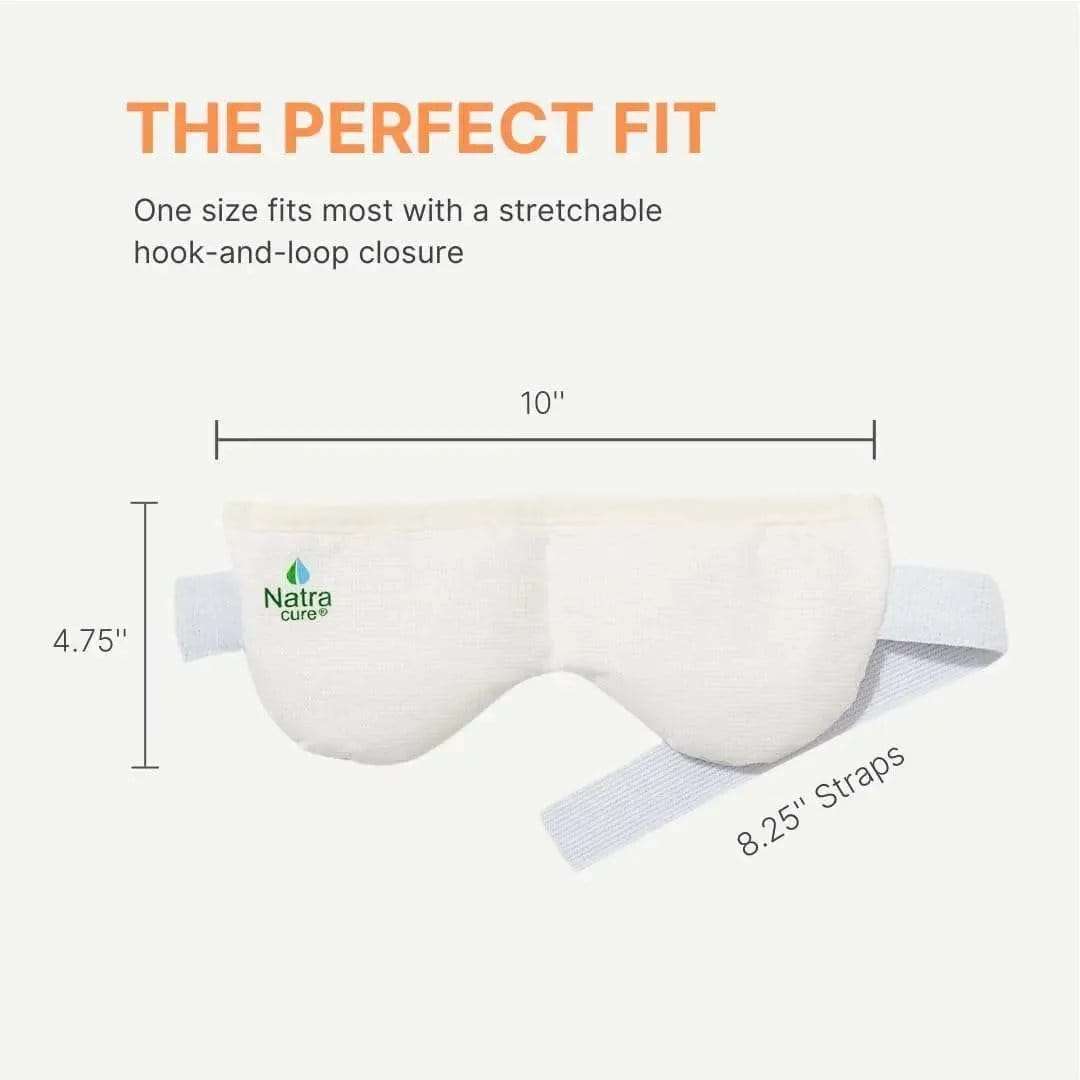 THE PERFECT FIT
One size fits most with a stretchable
hook-and-loop closure
10"
4.75"
Natra
cure®
8.25" Straps